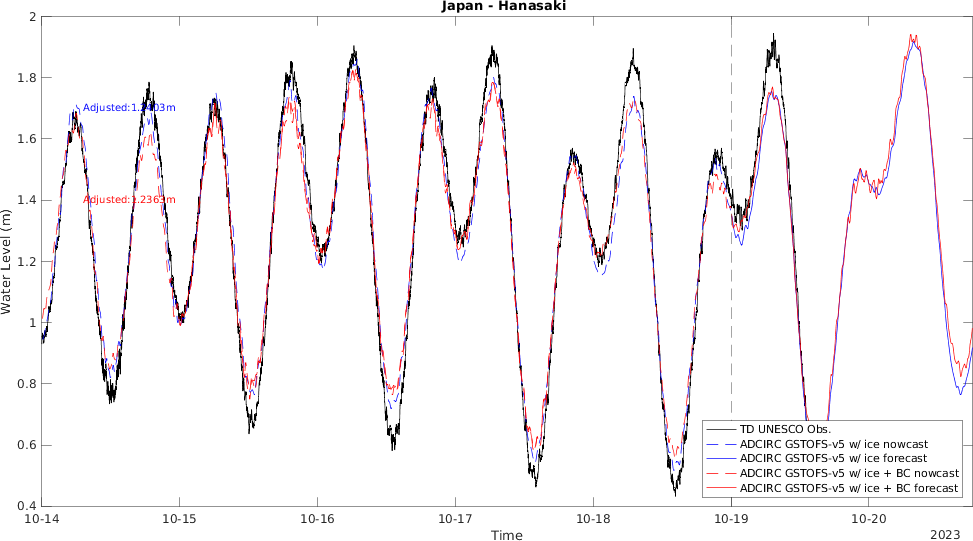 Japan - Hanasaki
2
1.8
1.6
1.4
1.2
1
0.8
0.6
0.4
Water Level (m)
Adjusted:1.2403m
Adjusted:1.2363m
TD UNESCO Obs.
ADCIRC GSTOFS-v5 w/ ice nowcast
ADCIRC GSTOFS-v5 w/ ice forecast
ADCIRC GSTOFS-v5 w/ ice + BC nowcast
ADCIRC GSTOFS-v5 w/ ice + BC forecast
10-14 10-15 10-16 10-17 10-18 10-19 10-20
Time
2023